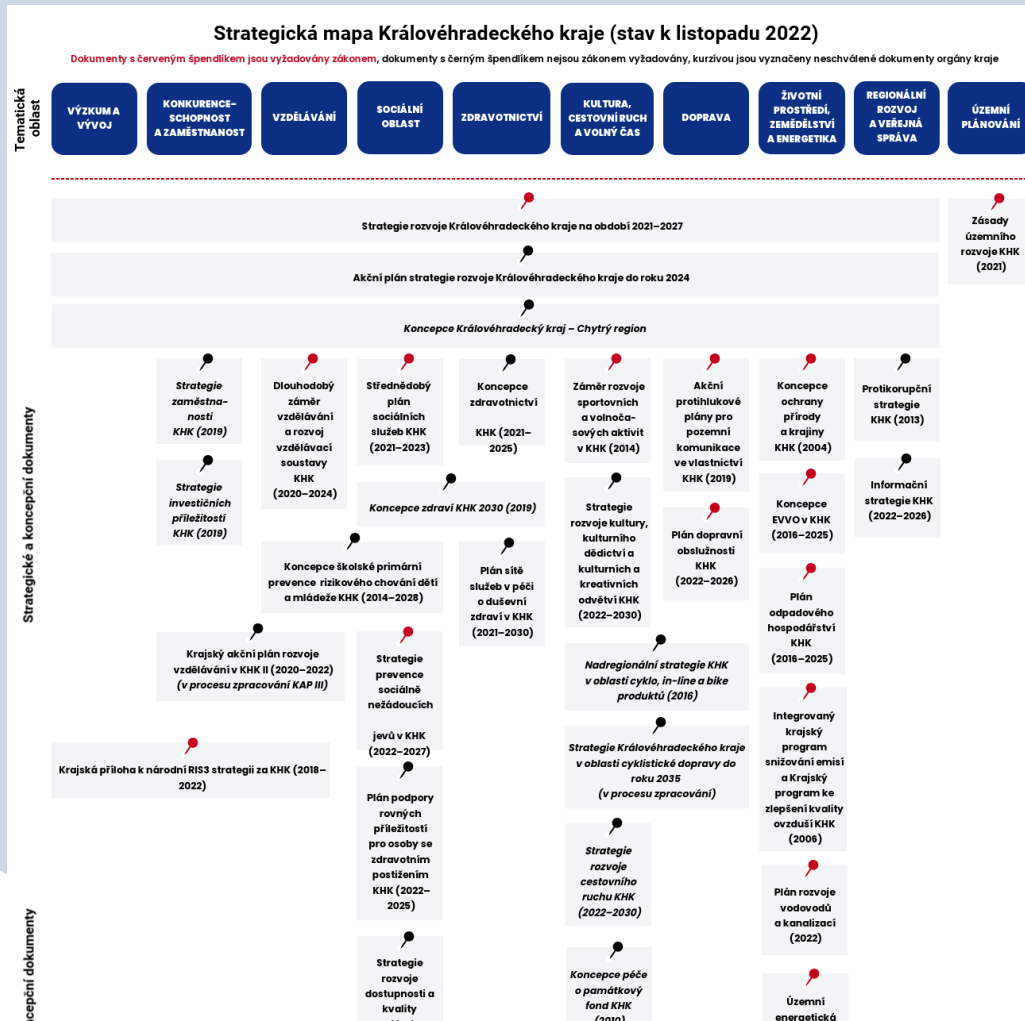 Strategická mapa Královéhradeckého kraje (stav k listopadu 2022)
Dokumenty s červeným špendlíkem jsou vyžadovány zákonem, dokumenty s černým špendlíkem nejsou zákonem vyžadovány, kurzívou jsou vyznačeny neschválené dokumenty orgány kraje
Tematická
oblast
VÝZKUM A
VÝVOJ
KONKURENCE–
SCHOPNOST
A ZAMĚSTNANOST
VZDĚLÁVÁNÍ
SOCIÁLNÍ
OBLAST
ZDRAVOTNICTVÍ
KULTURA,
CESTOVNÍ RUCH
A VOLNÝ ČAS
DOPRAVA
ŽIVOTNÍ
PROSTŘEDÍ,
ZEMĚDĚLSTVÍ
A ENERGETIKA
REGIONÁLNÍ
ROZVOJ
A VEŘEJNÁ
SPRÁVA
ÚZEMNÍ
PLÁNOVÁNÍ
Strategie rozvoje Královéhradeckého kraje na období 2021–2027
Zásady
územního
rozvoje KHK
(2021)
Akční plán strategie rozvoje Královéhradeckého kraje do roku 2024
Koncepce Královéhradecký kraj – Chytrý region
Strategické a koncepční dokumenty
Strategie
zaměstna-
nosti
KHK (2019)
Strategie
investičních
příležitostí
KHK (2019)
Dlouhodobý
záměr
vzdělávání
a rozvoj
vzdělávací
soustavy
KHK
(2020–2024)
Střednědobý
plán
sociálních
služeb KHK
(2021–2023)
Koncepce
zdravotnictví
KHK (2021–
2025)
Záměr rozvoje
sportovních
a volnoča-
sových aktivit
v KHK (2014)
Akční
protihlukové
plány pro
pozemní
komunikace
ve vlastnictví
KHK (2019)
Koncepce
ochrany
přírody
a krajiny
KHK (2004)
Protikorupční
strategie
KHK (2013)
Informační
strategie KHK
(2022–2026)
Koncepce zdraví KHK 2030 (2019)
Strategie
rozvoje kultury,
kulturního
dědictví a
kulturních a
kreativních
odvětví KHK
(2022–2030)
Plán dopravní
obslužnosti
KHK
(2022–2026)
Koncepce
EVVO v KHK
(2016–2025)
Koncepce školské primární
prevence rizikového chování dětí
a mládeže KHK (2014–2028)
Plán sítě
služeb v péči
o duševní
zdraví v KHK
(2021–2030)
Plán
odpadového
hospodářství
KHK
(2016–2025)
Krajský akční plán rozvoje
vzdělávání v KHK II (2020–2022)
(v procesu zpracování KAP III)
Strategie
prevence
sociálně
nežádoucích
jevů v KHK
(2022–2027)
Nadregionální strategie KHK
v oblasti cyklo, in-line a bike
produktů (2016)
Integrovaný
krajský
program
snižování emisí
a Krajský
program ke
zlepšení kvality
ovzduší KHK
(2006)
Krajská příloha k národní RIS3 strategii za KHK (2018–
2022)
Strategie Královéhradeckého kraje
v oblasti cyklistické dopravy do
roku 2035
(v procesu zpracování)
Plán podpory
rovných
příležitostí
pro osoby se
zdravotním
postižením
KHK (2022–
2025)
Strategie
rozvoje
cestovního
ruchu KHK
(2022–2030)
Plán rozvoje
vodovodů
a kanalizací
(2022)
Strategie
rozvoje
dostupnosti a
kvality
Koncepce péče
o památkový
fond KHK
Územní
energetická